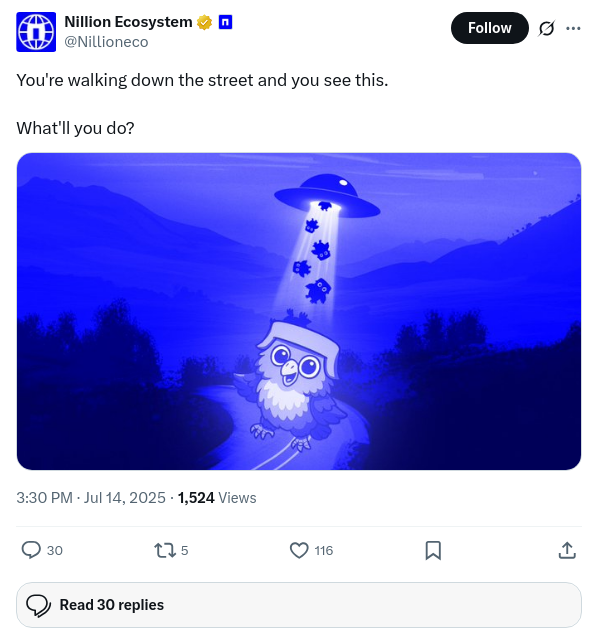 Nillion Ecosystem
Follow
@Nillioneco
You're walking down the street and you see this.
What'll you do?
3:30 PM · Jul 14, 2025 · 1,524 Views
30
5
116
Read 30 replies